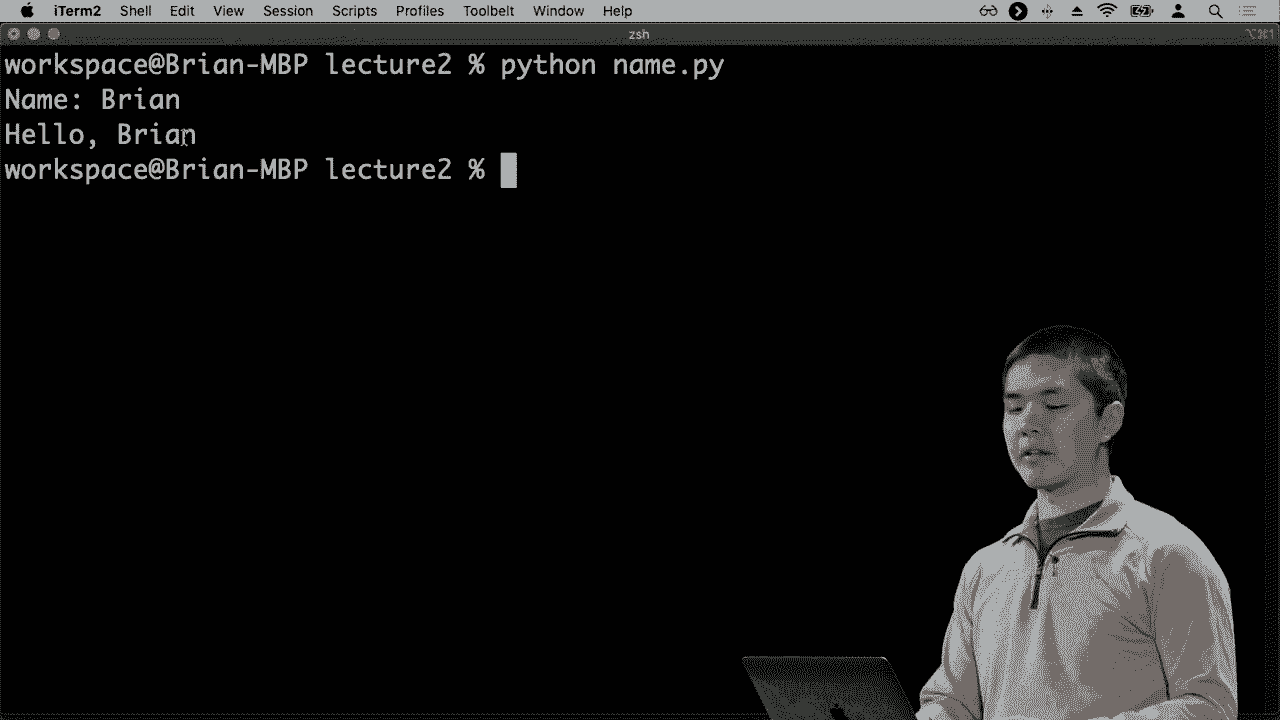 iTerm2 Shell Edit View Session Scripts Profiles Toolbelt Window Help
zsh
⌥⌘1
workspace@Brian-MBP lecture2 % python name.py
Name: Brian
Hello, Brian
workspace@Brian-MBP lecture2 %